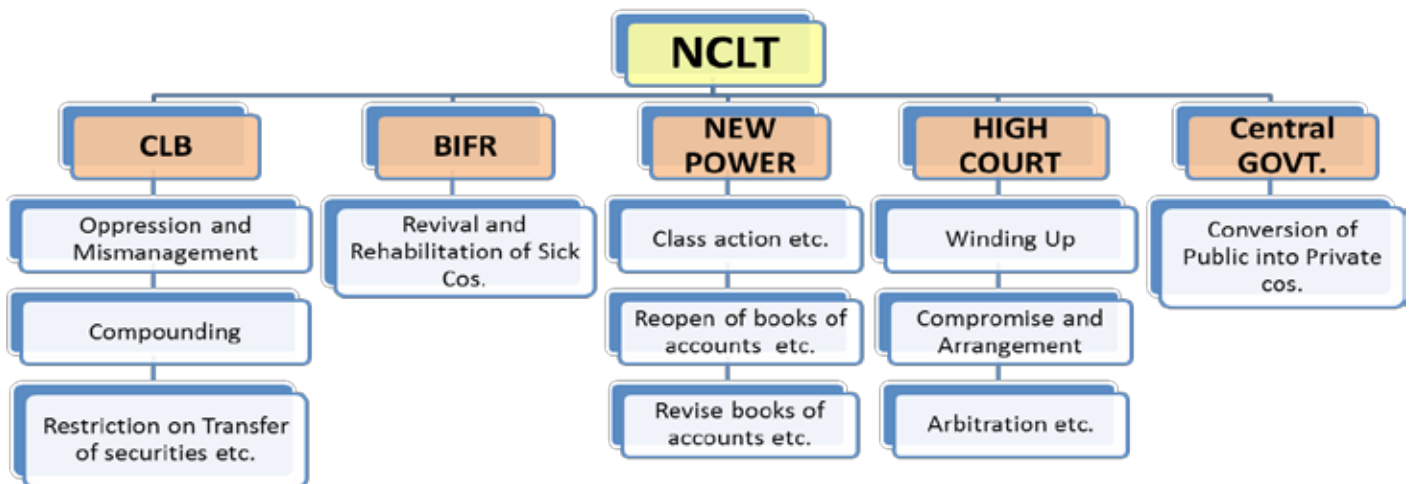 NCLT
CLB
BIFR
NEW
POWER
HIGH
COURT
Central
GOVT.
Oppression and
Mismanagement
Revival and
Rehabilitation of Sick
Cos.
Class action etc.
Winding Up
Conversion of
Public into Private
cos.
Compounding
Reopen of books of
accounts etc.
Compromise and
Arrangement
Restriction on Transfer
of securities etc.
Revise books of
accounts etc.
Arbitration etc.